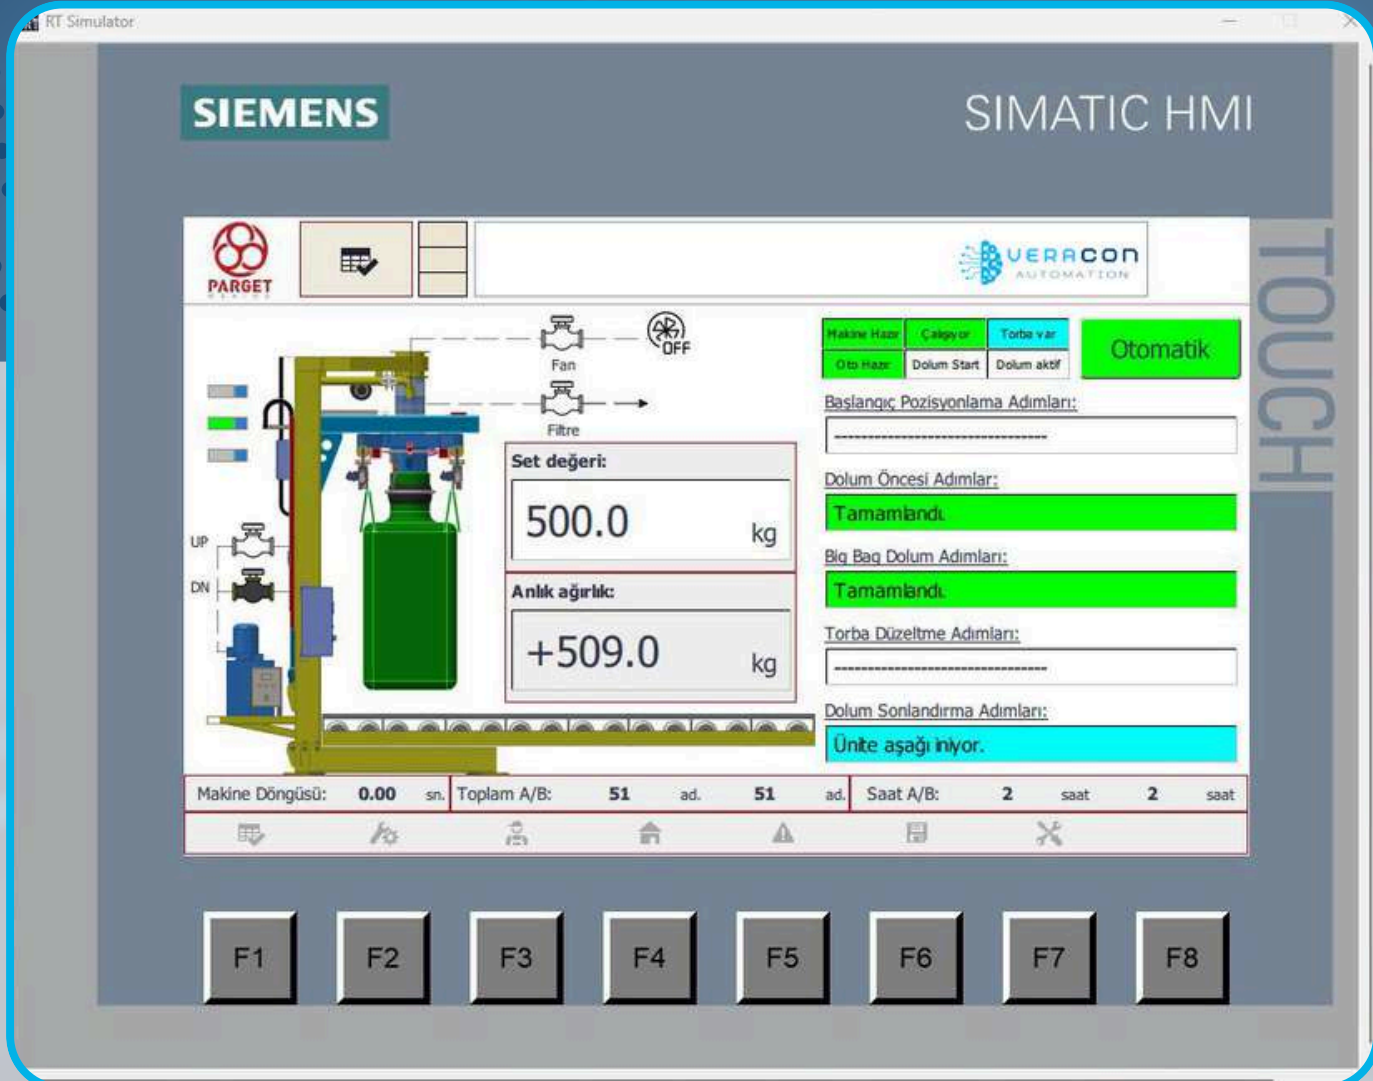 RT Simulator
SIEMENS
SIMATIC HMI
TOUCH
PARGET
VERACON
AUTOMATION
OFF
Fan
Filtre
UP
DN
Set değeri:
500.0 kg
Anlık ağırlık:
+509.0 kg
Makine Hazır Çalışıyor Torba var
Oto Hazır Dolum Start Dolum aktif
Otomatik
Başlangıç Pozisyonlama Adımları:
--------------------------------
Dolum Öncesi Adımlar:
Tamamlandı.
Big Bag Dolum Adımları:
Tamamlandı.
Torba Düzeltme Adımları:
--------------------------------
Dolum Sonlandırma Adımları:
Ünite aşağı iniyor.
Makine Döngüsü: 0.00 sn. Toplam A/B: 51 ad. 51 ad. Saat A/B: 2 saat 2 saat
F1 F2 F3 F4 F5 F6 F7 F8